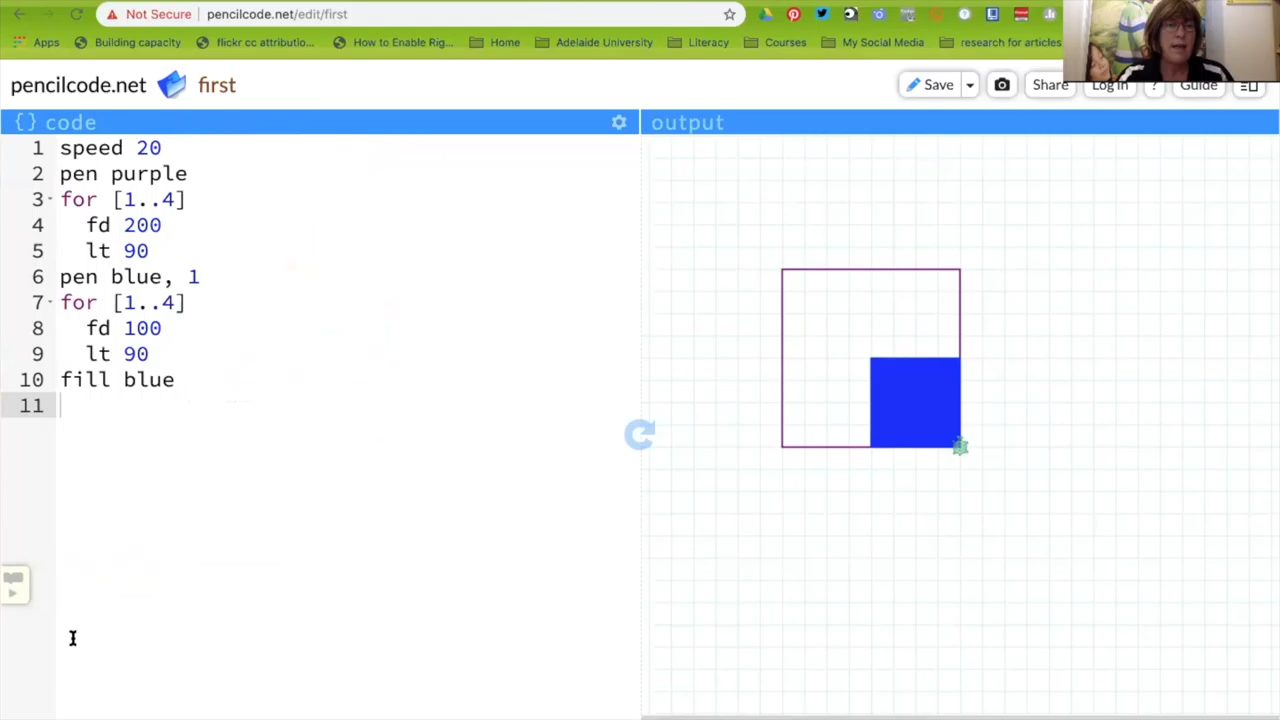 Not Secure | pencilcode.net/edit/first
Apps Building capacity flickr cc attributio... How to Enable Rig... Home Adelaide University Literacy Courses My Social Media research for articles
pencilcode.net first Save Share Log in ? Guide
{} code
output
1 speed 20
2 pen purple
3 for [1..4]
4 fd 200
5 lt 90
6 pen blue, 1
7 for [1..4]
8 fd 100
9 lt 90
10 fill blue
11